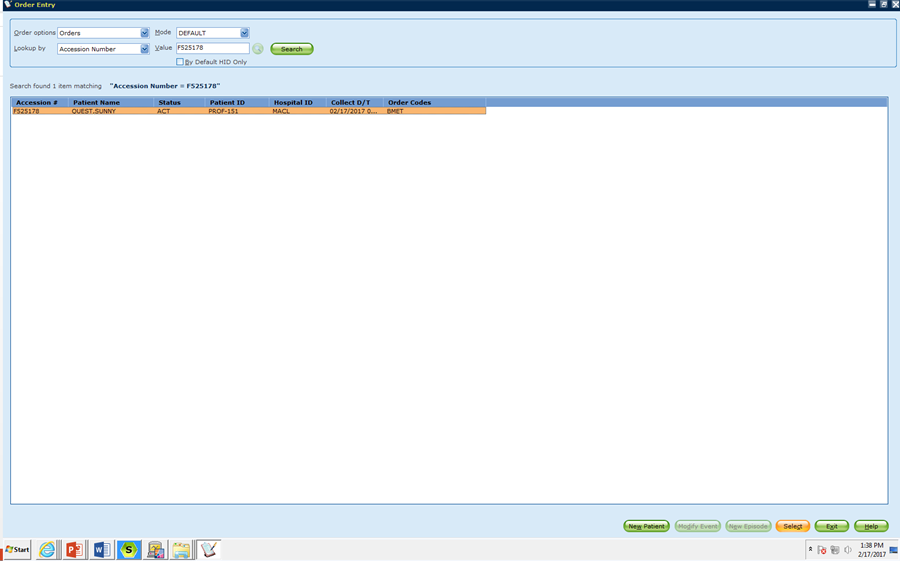 Order Entry
Order options Orders Mode DEFAULT
Lookup by Accession Number Value F525178 Search
By Default HID Only
Search found 1 item matching "Accession Number = F525178"
Accession # Patient Name Status Patient ID Hospital ID Collect D/T Order Codes
F525178 QUEST,SUNNY ACT PROF-151 MACL 02/17/2017 0... BMET
New Patient Modify Event New Episode Select Exit Help
Start
1:38 PM
2/17/2017